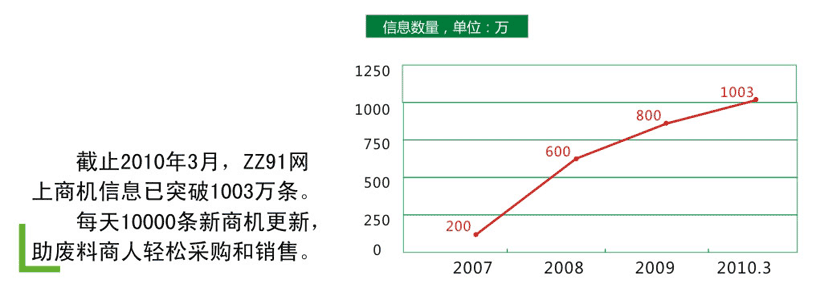 信息数量，单位：万
1250
1000
750
500
250
0
200
600
800
1003
2007
2008
2009
2010.3
截止2010年3月，ZZ91网
上商机信息已突破1003万条。
每天10000条新商机更新，
助废料商人轻松采购和销售。